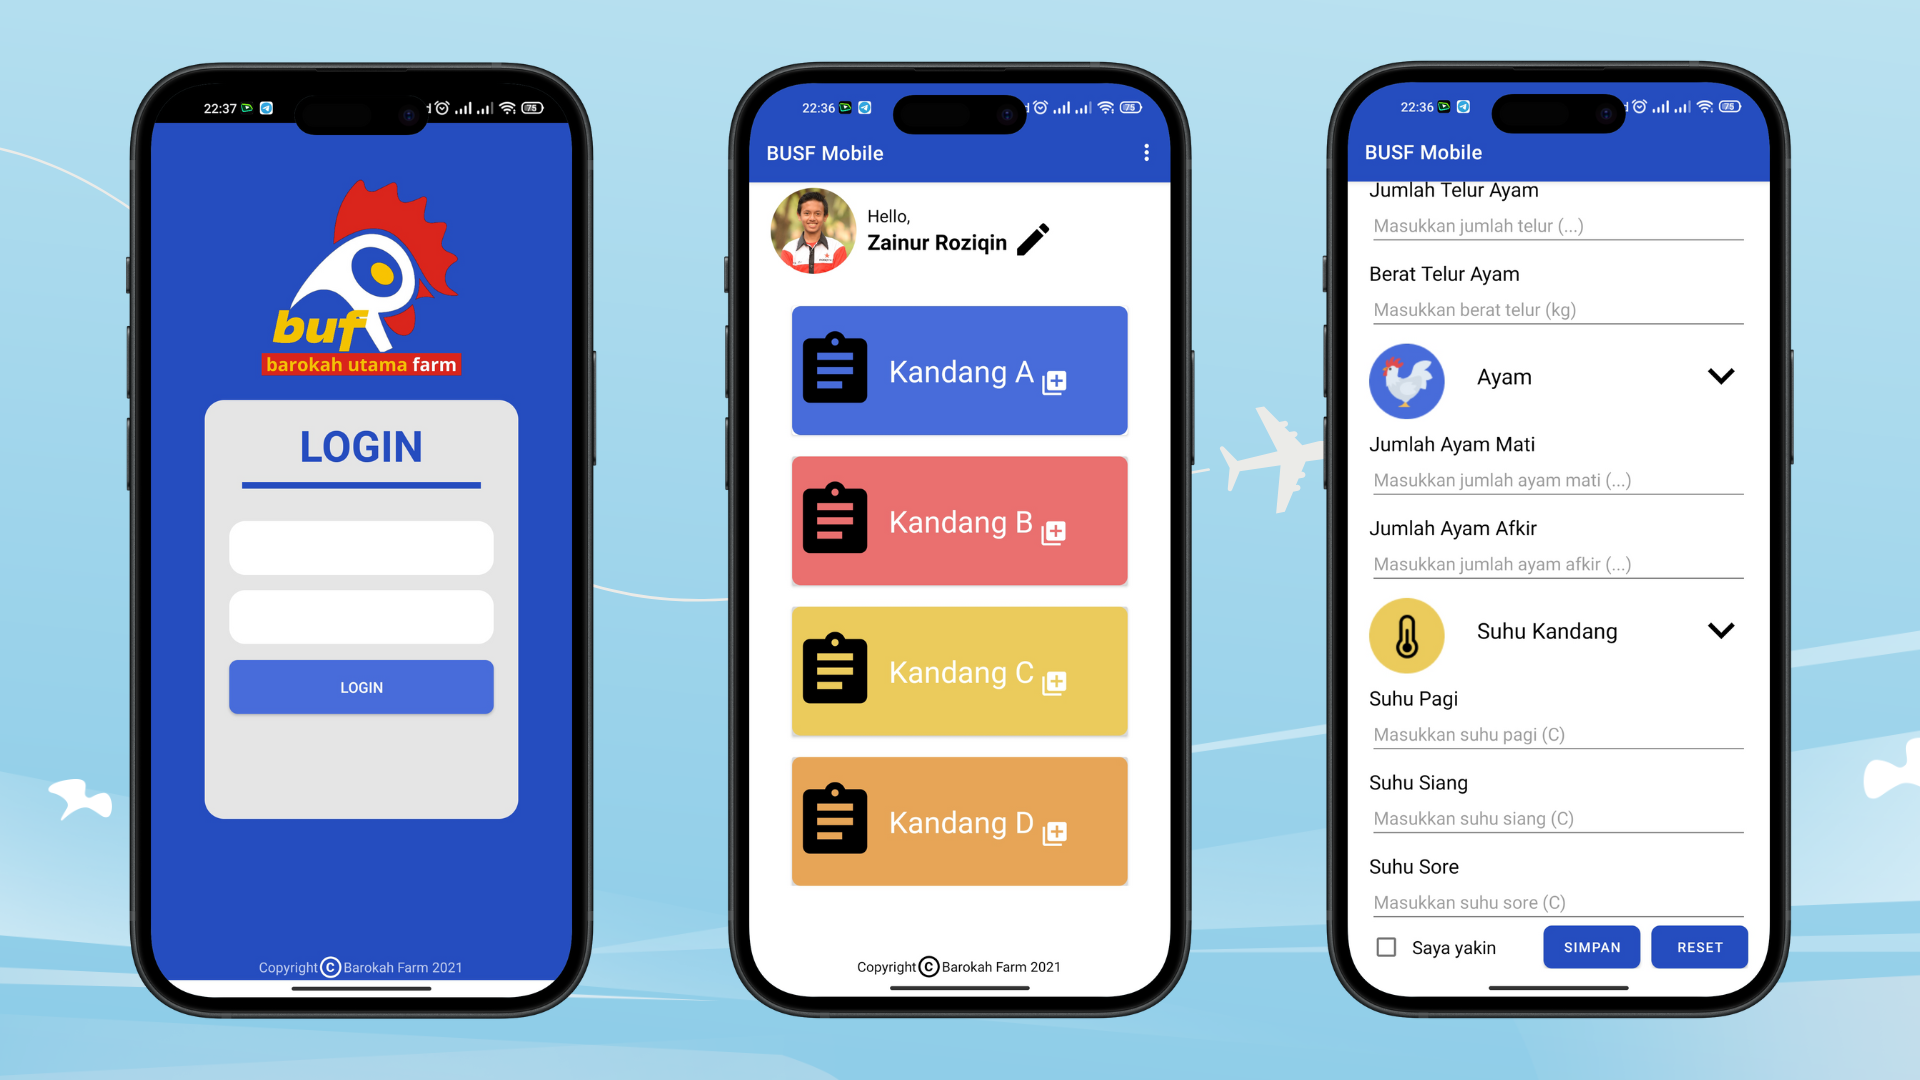 22:37
75
buf
barokah utama farm
LOGIN
LOGIN
Copyright C Barokah Farm 2021
22:36
75
BUSF Mobile
Hello,
Zainur Roziqin
Kandang A
Kandang B
Kandang C
Kandang D
Copyright C Barokah Farm 2021
22:36
75
BUSF Mobile
Jumlah Telur Ayam
Masukkan jumlah telur (...)
Berat Telur Ayam
Masukkan berat telur (kg)
Ayam
Jumlah Ayam Mati
Masukkan jumlah ayam mati (...)
Jumlah Ayam Afkir
Masukkan jumlah ayam afkir (...)
Suhu Kandang
Suhu Pagi
Masukkan suhu pagi (C)
Suhu Siang
Masukkan suhu siang (C)
Suhu Sore
Masukkan suhu sore (C)
Saya yakin
SIMPAN
RESET